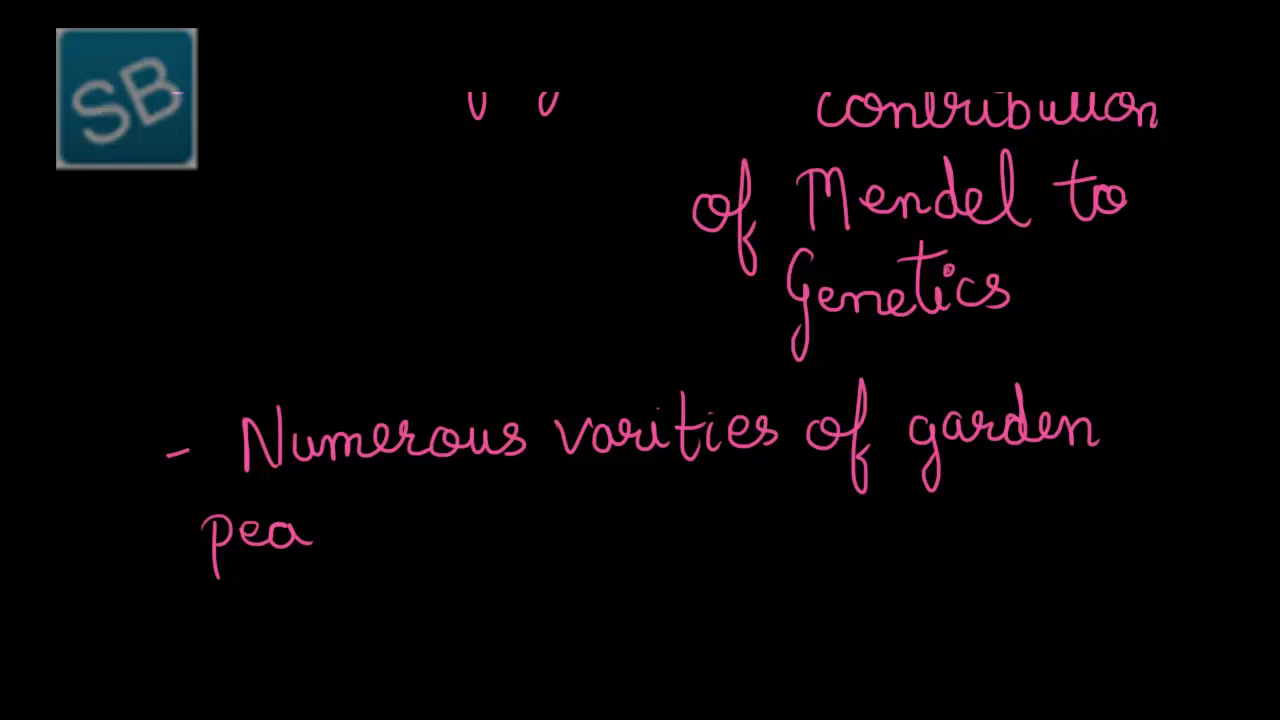 SB
contribution
of Mendel to
Genetics
- Numerous varities of garden
pea